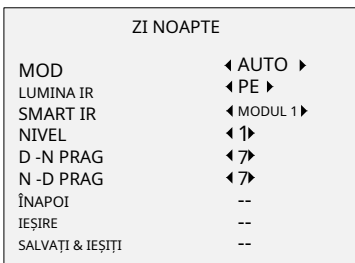 ZI NOAPTE
MOD AUTO
LUMINA IR PE
SMART IR MODUL 1
NIVEL 1
D -N PRAG 7
N -D PRAG 7
ÎNAPOI --
IEȘIRE --
SALVAȚI & IEȘIȚI --